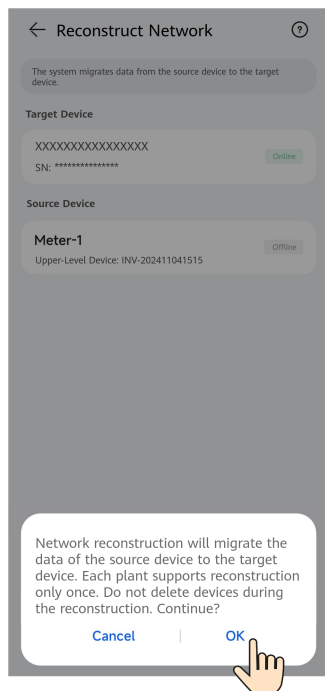 Reconstruct Network
The system migrates data from the source device to the target
device.
Target Device
XXXXXXXXXXXXXXXX
Online
SN: ***************
Source Device
Meter-1
Offline
Upper-Level Device: INV-202411041515
Network reconstruction will migrate the
data of the source device to the target
device. Each plant supports reconstruction
only once. Do not delete devices during
the reconstruction. Continue?
Cancel
OK